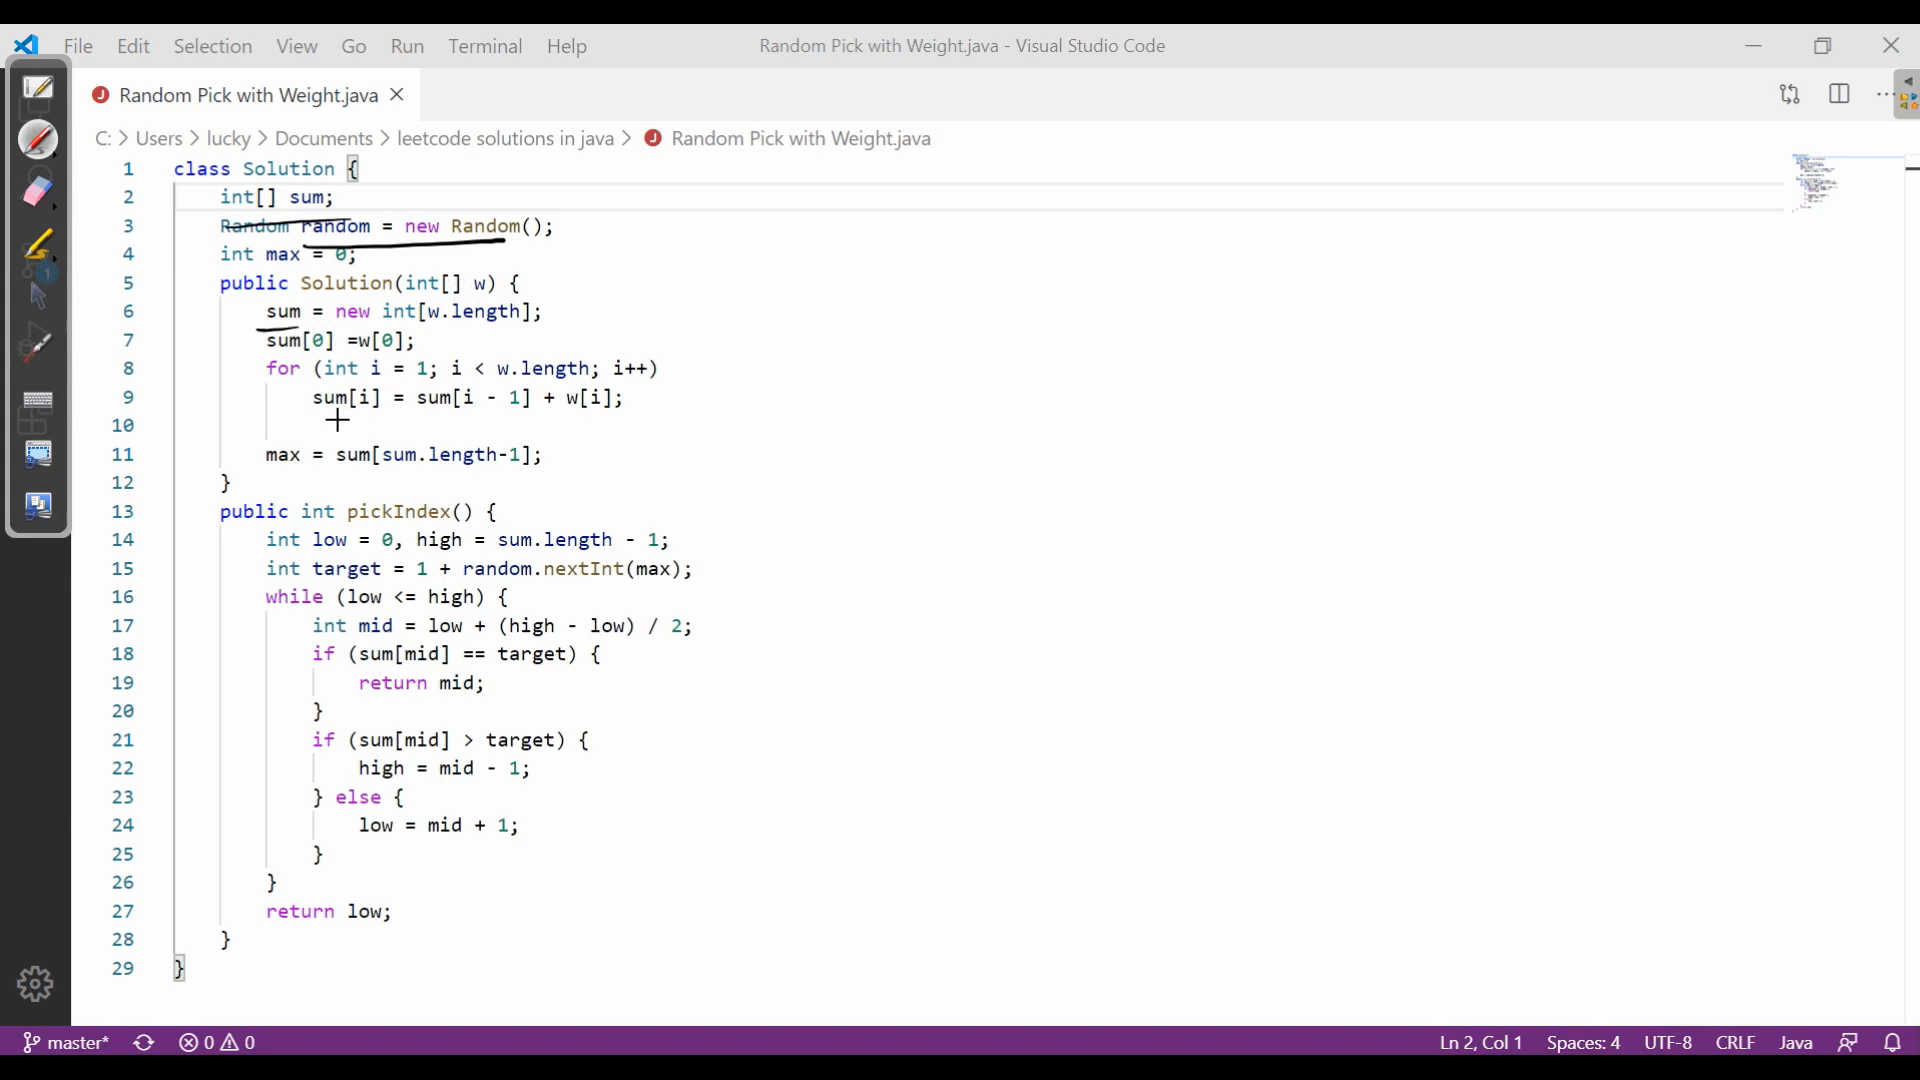 File Edit Selection View Go Run Terminal Help Random Pick with Weight.java - Visual Studio Code
Random Pick with Weight.java
C: > Users > lucky > Documents > leetcode solutions in java > Random Pick with Weight.java
1 class Solution {
2 int[] sum;
3 Random random = new Random();
4 int max = 0;
5 public Solution(int[] w) {
6 sum = new int[w.length];
7 sum[0] =w[0];
8 for (int i = 1; i < w.length; i++)
9 sum[i] = sum[i - 1] + w[i];
10
11 max = sum[sum.length-1];
12 }
13 public int pickIndex() {
14 int low = 0, high = sum.length - 1;
15 int target = 1 + random.nextInt(max);
16 while (low <= high) {
17 int mid = low + (high - low) / 2;
18 if (sum[mid] == target) {
19 return mid;
20 }
21 if (sum[mid] > target) {
22 high = mid - 1;
23 } else {
24 low = mid + 1;
25 }
26 }
27 return low;
28 }
29 }
1
master* 0 0 Ln 2, Col 1 Spaces: 4 UTF-8 CRLF Java